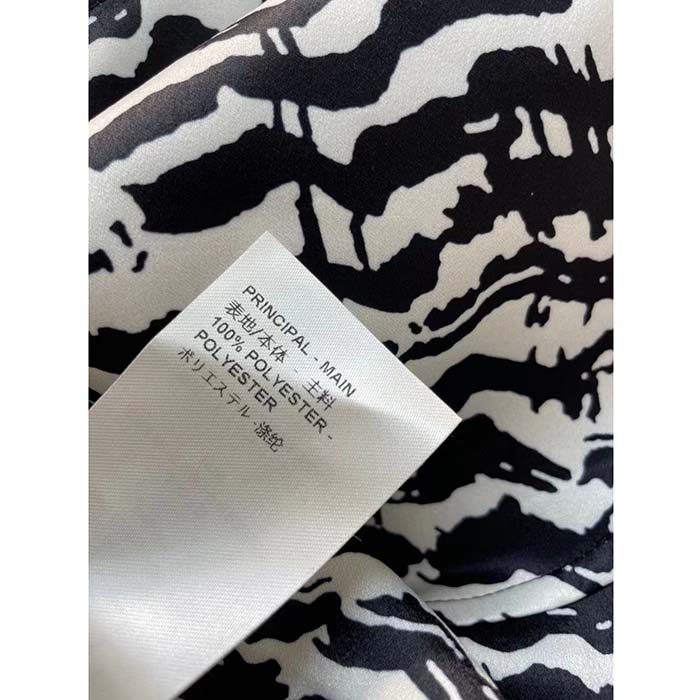 PRINCIPAL - MAIN
表地/本体 - 主料
100% POLYESTER -
POLYESTER
ポリエステル -涤纶